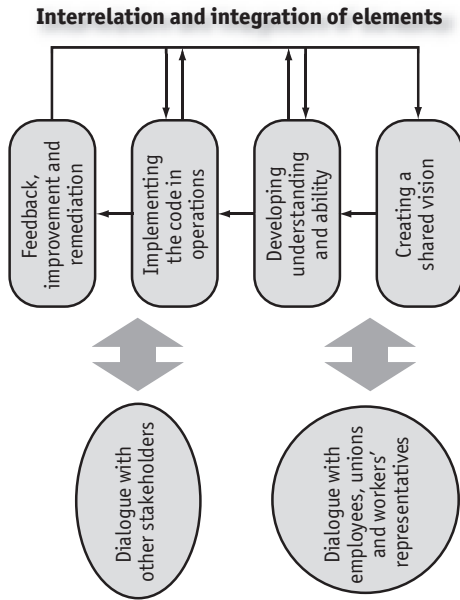 Interrelation and integration of elements
Feedback,
improvement and
remediation
Implementing
the code in
operations
Developing
understanding
and ability
Creating a
shared vision
Dialogue with
other stakeholders
Dialogue with
employees, unions
and workers'
representatives